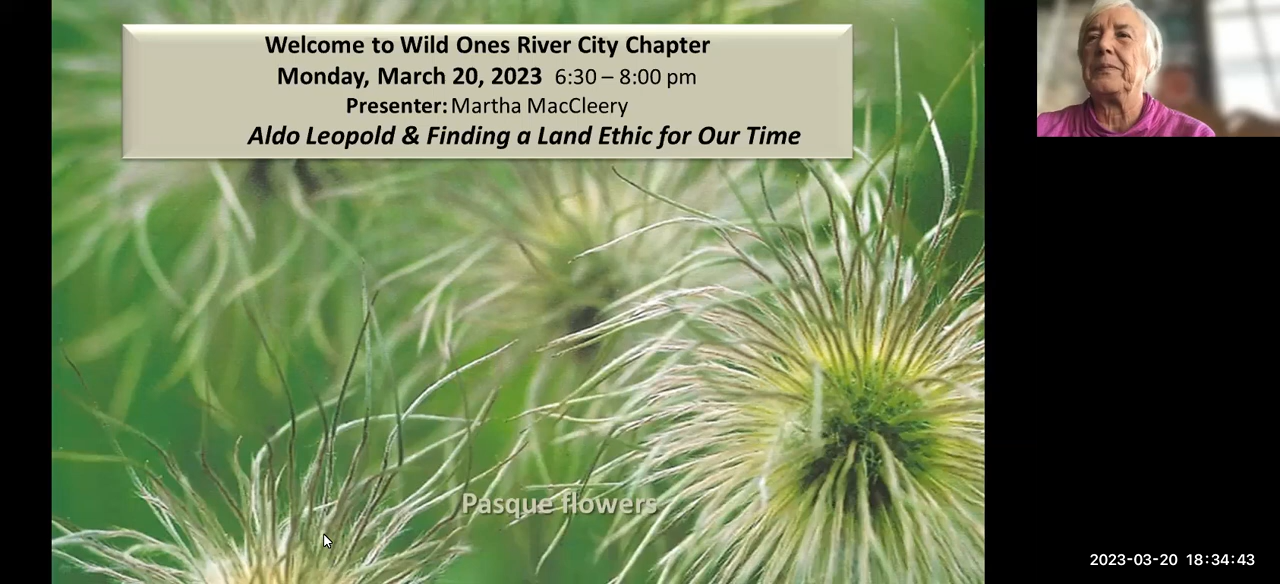 Welcome to Wild Ones River City Chapter
Monday, March 20, 2023 6:30 – 8:00 pm
Presenter: Martha MacCleery
Aldo Leopold & Finding a Land Ethic for Our Time
Pasque flowers
2023-03-20 18:34:43